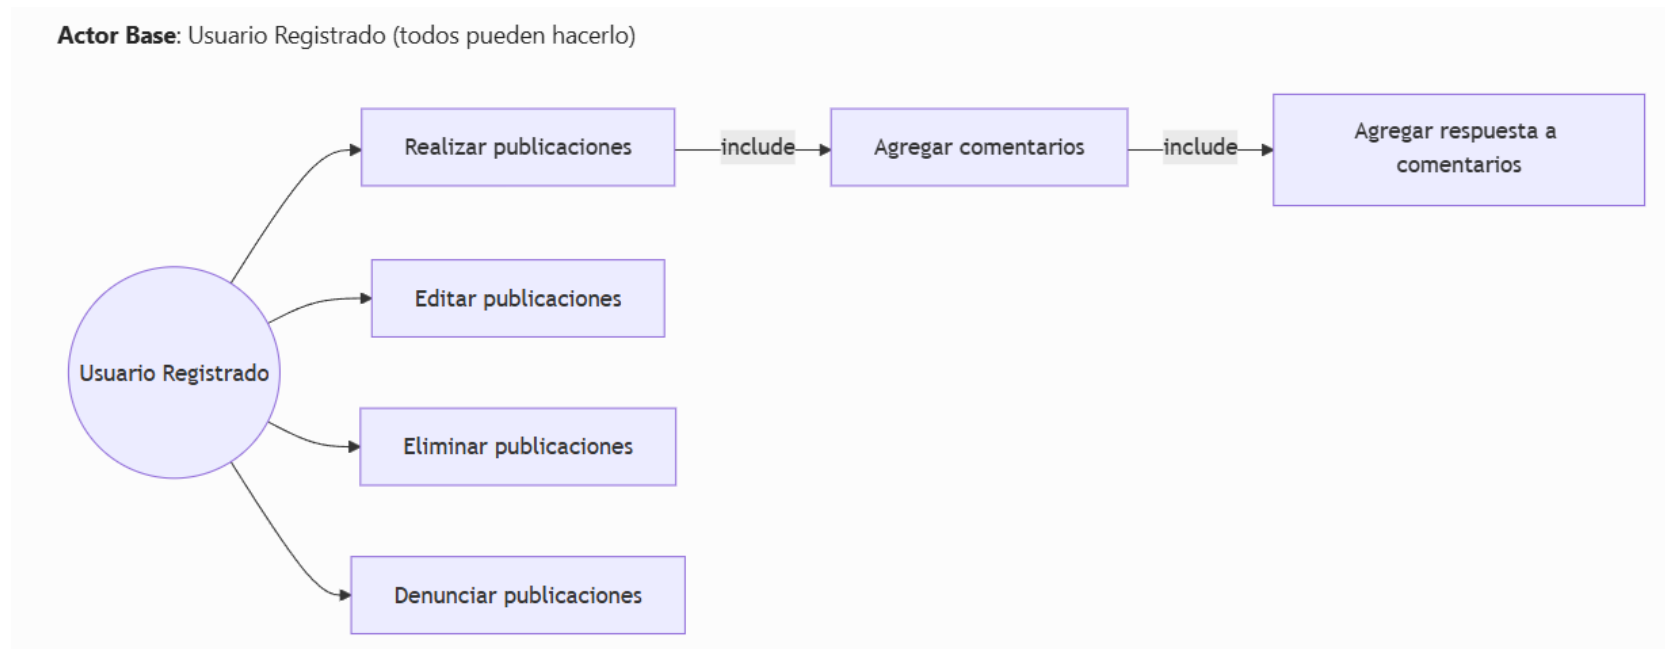 Actor Base: Usuario Registrado (todos pueden hacerlo)
Realizar publicaciones
include
Agregar comentarios
include
Agregar respuesta a
comentarios
Editar publicaciones
Usuario Registrado
Eliminar publicaciones
Denunciar publicaciones